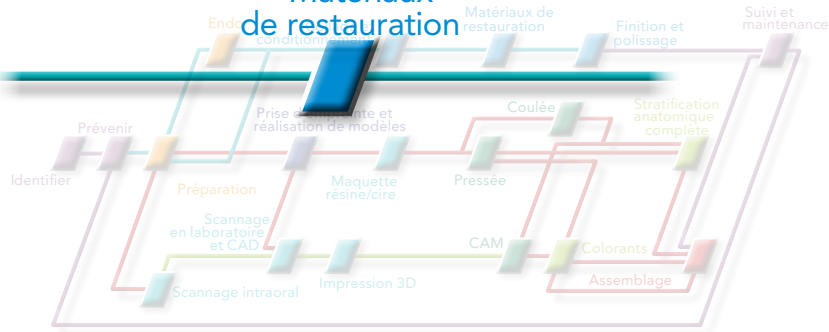 Matériaux
de restauration
Endo
conditionnement
Matériaux de
restauration
Finition et
polissage
Suivi et
maintenance
Prévenir
Prise d'empreinte et
réalisation de modèles
Coulée
Stratification
anatomique
complète
Identifier
Préparation
Maquette
résine/cire
Pressée
Scannage
en laboratoire
et CAD
CAM
Colorants
Scannage intraoral
Impression 3D
Assemblage